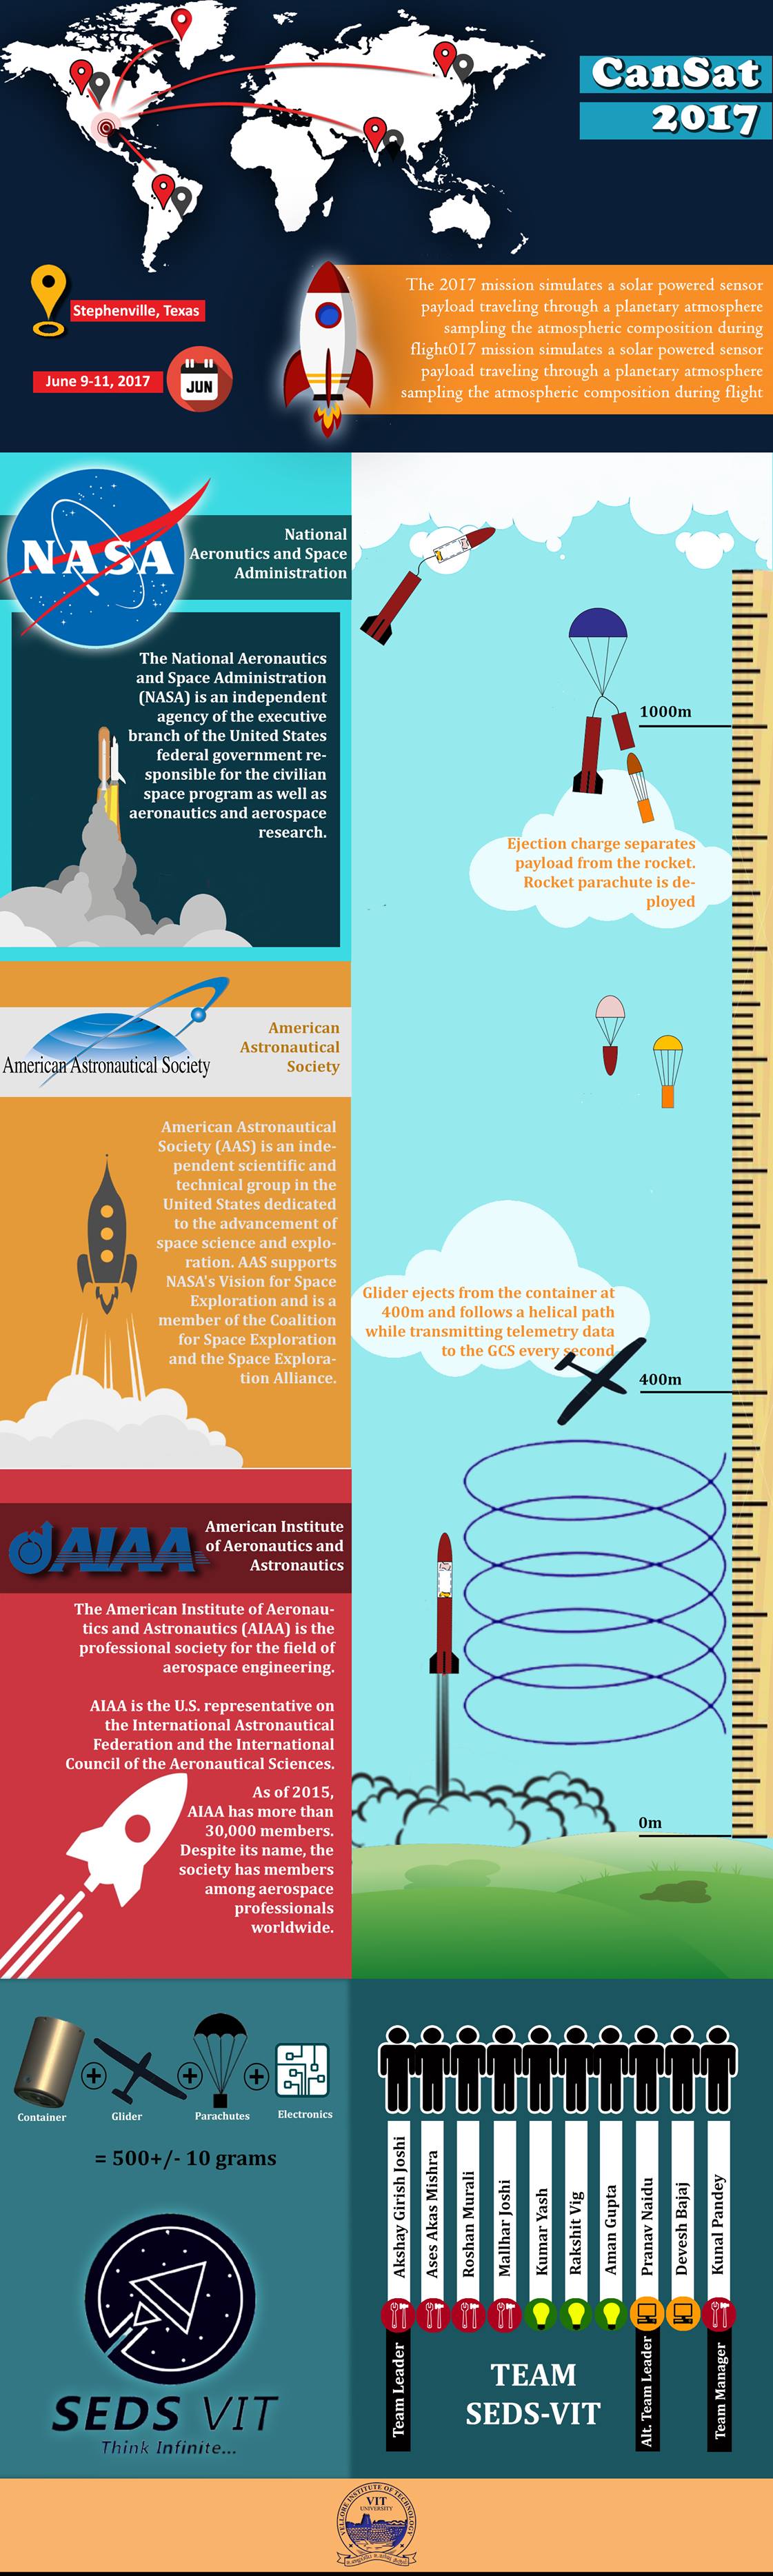 CanSat
2017
Stephenville, Texas
June 9-11, 2017
JUN
The 2017 mission simulates a solar powered sensor
payload traveling through a planetary atmosphere
sampling the atmospheric composition during
flight017 mission simulates a solar powered sensor
payload traveling through a planetary atmosphere
sampling the atmospheric composition during flight
NASA
National
Aeronutics and Space
Administration
The National Aeronautics
and Space Administration
(NASA) is an independent
agency of the executive
branch of the United States
federal government re-
sponsible for the civilian
space program as well as
aeronautics and aerospace
research.
American Astronautical Society
American
Astronautical
Society
American Astronautical
Society (AAS) is an inde-
pendent scientific and
technical group in the
United States dedicated
to the advancement of
space science and explo-
ration. AAS supports
NASA's Vision for Space
Exploration and is a
member of the Coalition
for Space Exploration
and the Space Explora-
tion Alliance.
AIAA
American Institute
of Aeronautics and
Astronautics
The American Institute of Aeronau-
tics and Astronautics (AIAA) is the
professional society for the field of
aerospace engineering.
AIAA is the U.S. representative on
the International Astronautical
Federation and the International
Council of the Aeronautical Sciences.
As of 2015,
AIAA has more than
30,000 members.
Despite its name, the
society has members
among aerospace
professionals
worldwide.
1000m
Ejection charge separates
payload from the rocket.
Rocket parachute is de-
ployed
Glider ejects from the container at
400m and follows a helical path
while transmitting telemetry data
to the GCS every second
400m
0m
Container
Glider
Parachutes
Electronics
= 500+/- 10 grams
SEDS VIT
Think Infinite...
Akshay Girish Joshi
Ases Akas Mishra
Roshan Murali
Mallhar Joshi
Kumar Yash
Rakshit Vig
Aman Gupta
Pranav Naidu
Devesh Bajaj
Kunal Pandey
Team Leader
Alt. Team Leader
Team Manager
TEAM
SEDS-VIT
VELLORE INSTITUTE OF TECHNOLOGY
VIT
UNIVERSITY